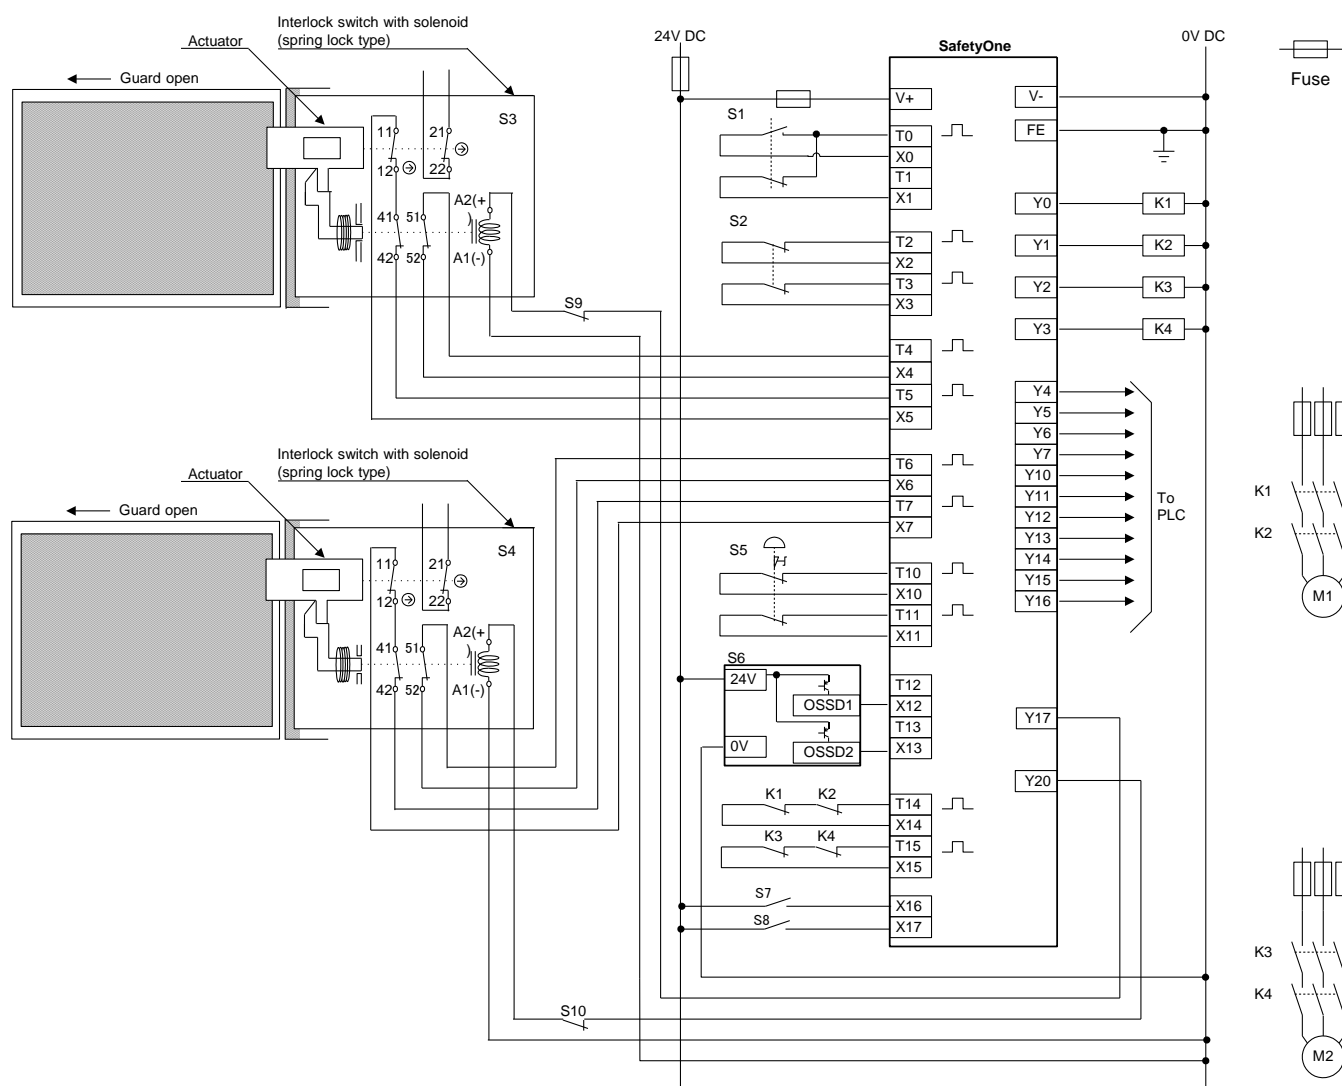 Interlock switch with solenoid
(spring lock type)
Actuator
Guard open
S3
11
21
12
22
A2(+
)
41
51
A1(-)
42
52
S9
24V DC
0V DC
SafetyOne
Fuse
V+
V-
S1
T0
FE
X0
T1
X1
Y0
K1
S2
T2
Y1
K2
X2
T3
Y2
K3
X3
Y3
K4
T4
X4
T5
X5
Y4
Y5
Y6
Y7
Y10
Y11
Y12
Y13
Y14
Y15
Y16
To
PLC
Interlock switch with solenoid
(spring lock type)
Actuator
Guard open
S4
11
21
12
22
A2(+
)
41
51
A1(-)
42
52
T6
X6
T7
X7
S5
T10
X10
T11
X11
S6
24V
OSSD1
0V
OSSD2
T12
X12
T13
X13
Y17
Y20
K1
K2
T14
X14
K3
K4
T15
X15
S7
X16
S8
X17
S10
K1
K2
M1
K3
K4
M2